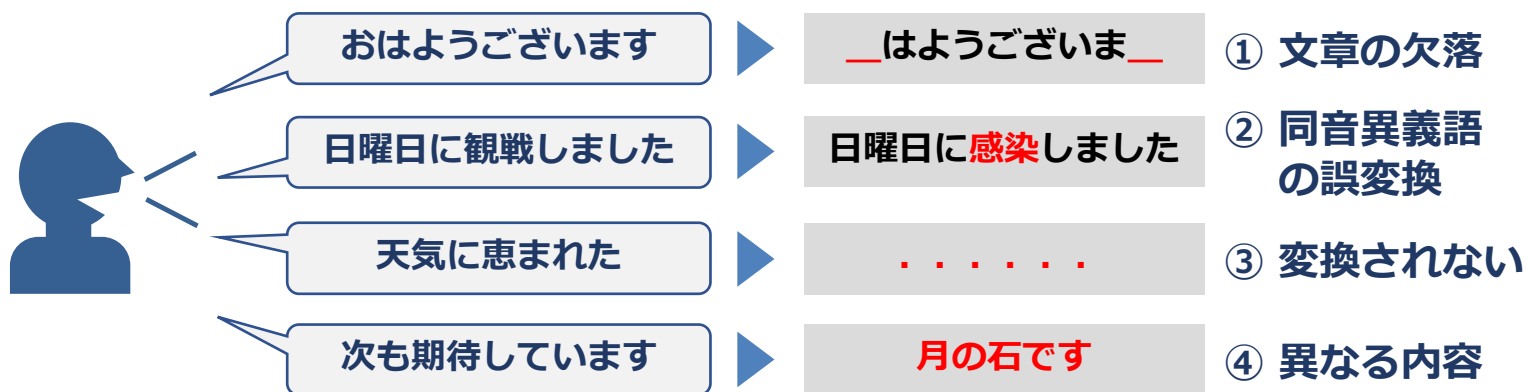 おはようございます
__はようございま__
① 文章の欠落
日曜日に観戦しました
日曜日に感染しました
② 同音異義語
の誤変換
天気に恵まれた
．．．．．．
③ 変換されない
次も期待しています
月の石です
④ 異なる内容